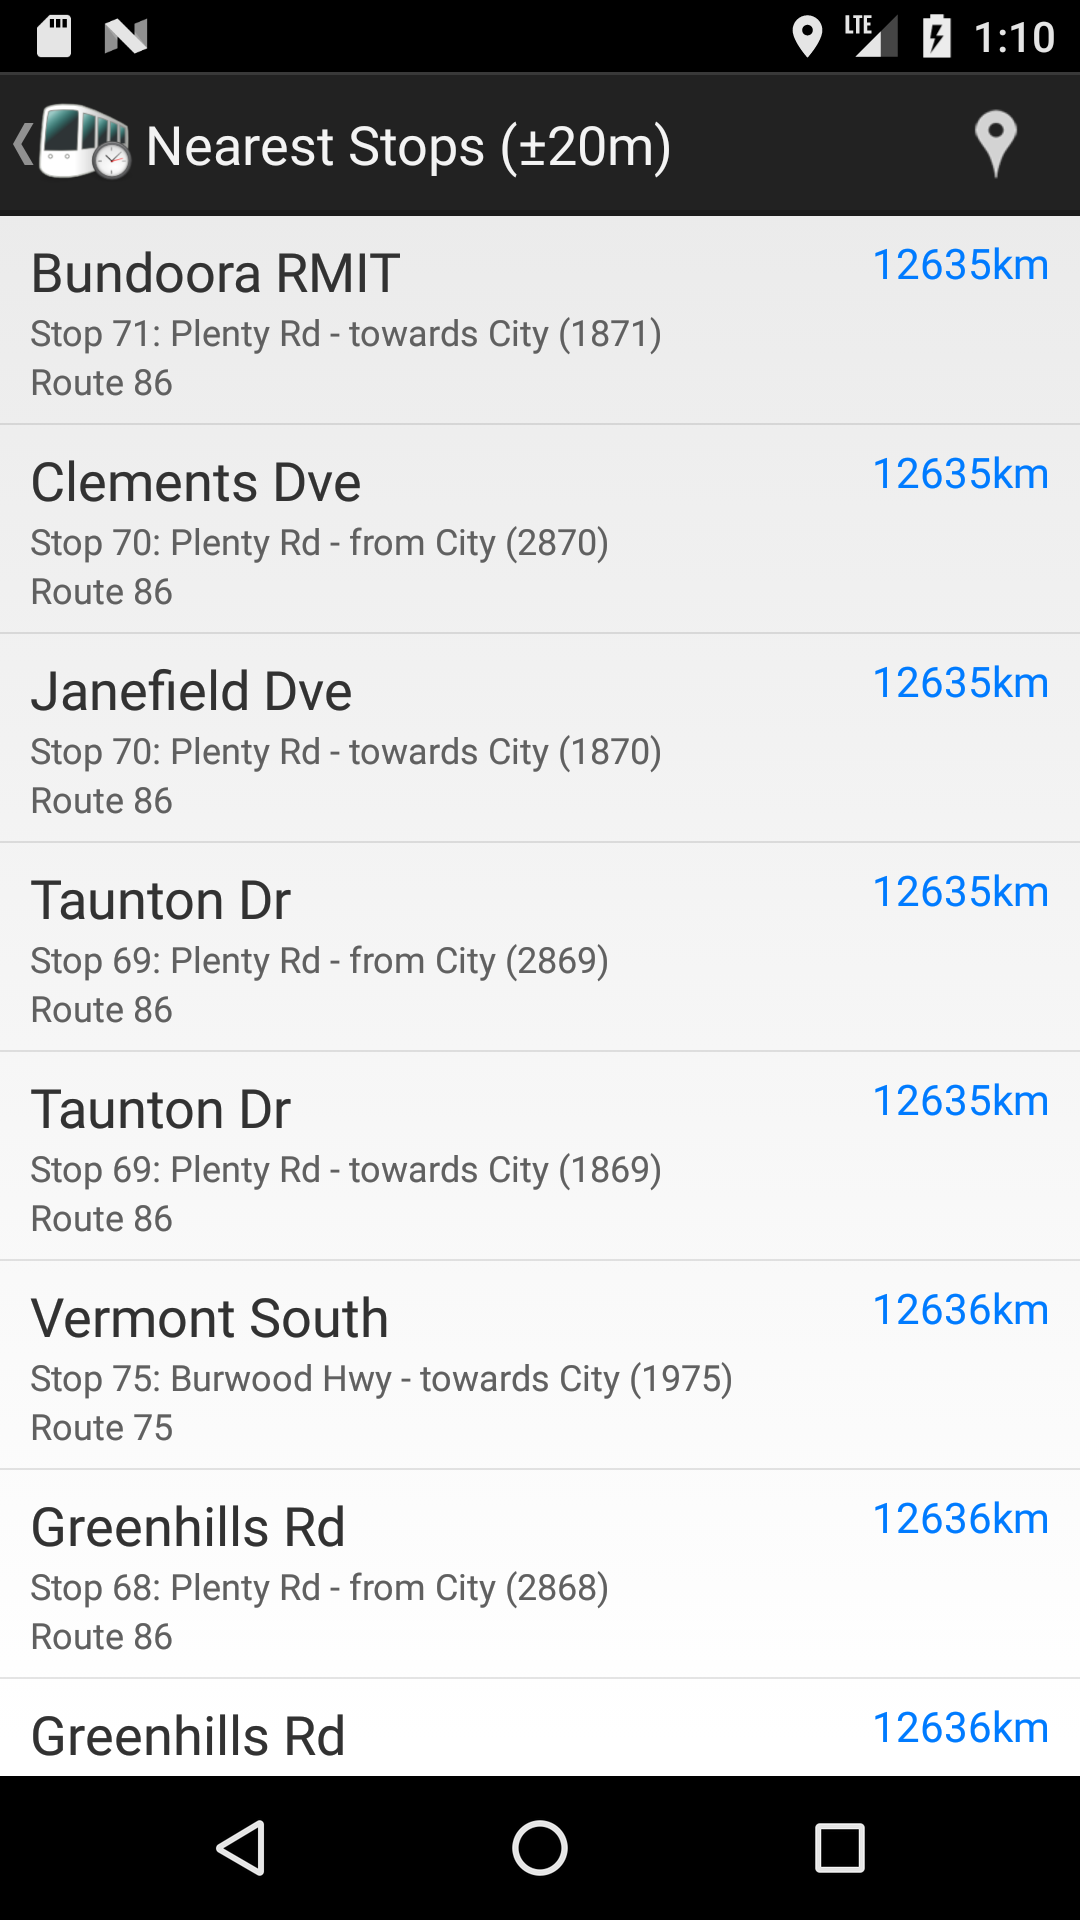 LTE 1:10
Nearest Stops (±20m)
Bundoora RMIT 12635km
Stop 71: Plenty Rd - towards City (1871)
Route 86
Clements Dve 12635km
Stop 70: Plenty Rd - from City (2870)
Route 86
Janefield Dve 12635km
Stop 70: Plenty Rd - towards City (1870)
Route 86
Taunton Dr 12635km
Stop 69: Plenty Rd - from City (2869)
Route 86
Taunton Dr 12635km
Stop 69: Plenty Rd - towards City (1869)
Route 86
Vermont South 12636km
Stop 75: Burwood Hwy - towards City (1975)
Route 75
Greenhills Rd 12636km
Stop 68: Plenty Rd - from City (2868)
Route 86
Greenhills Rd 12636km